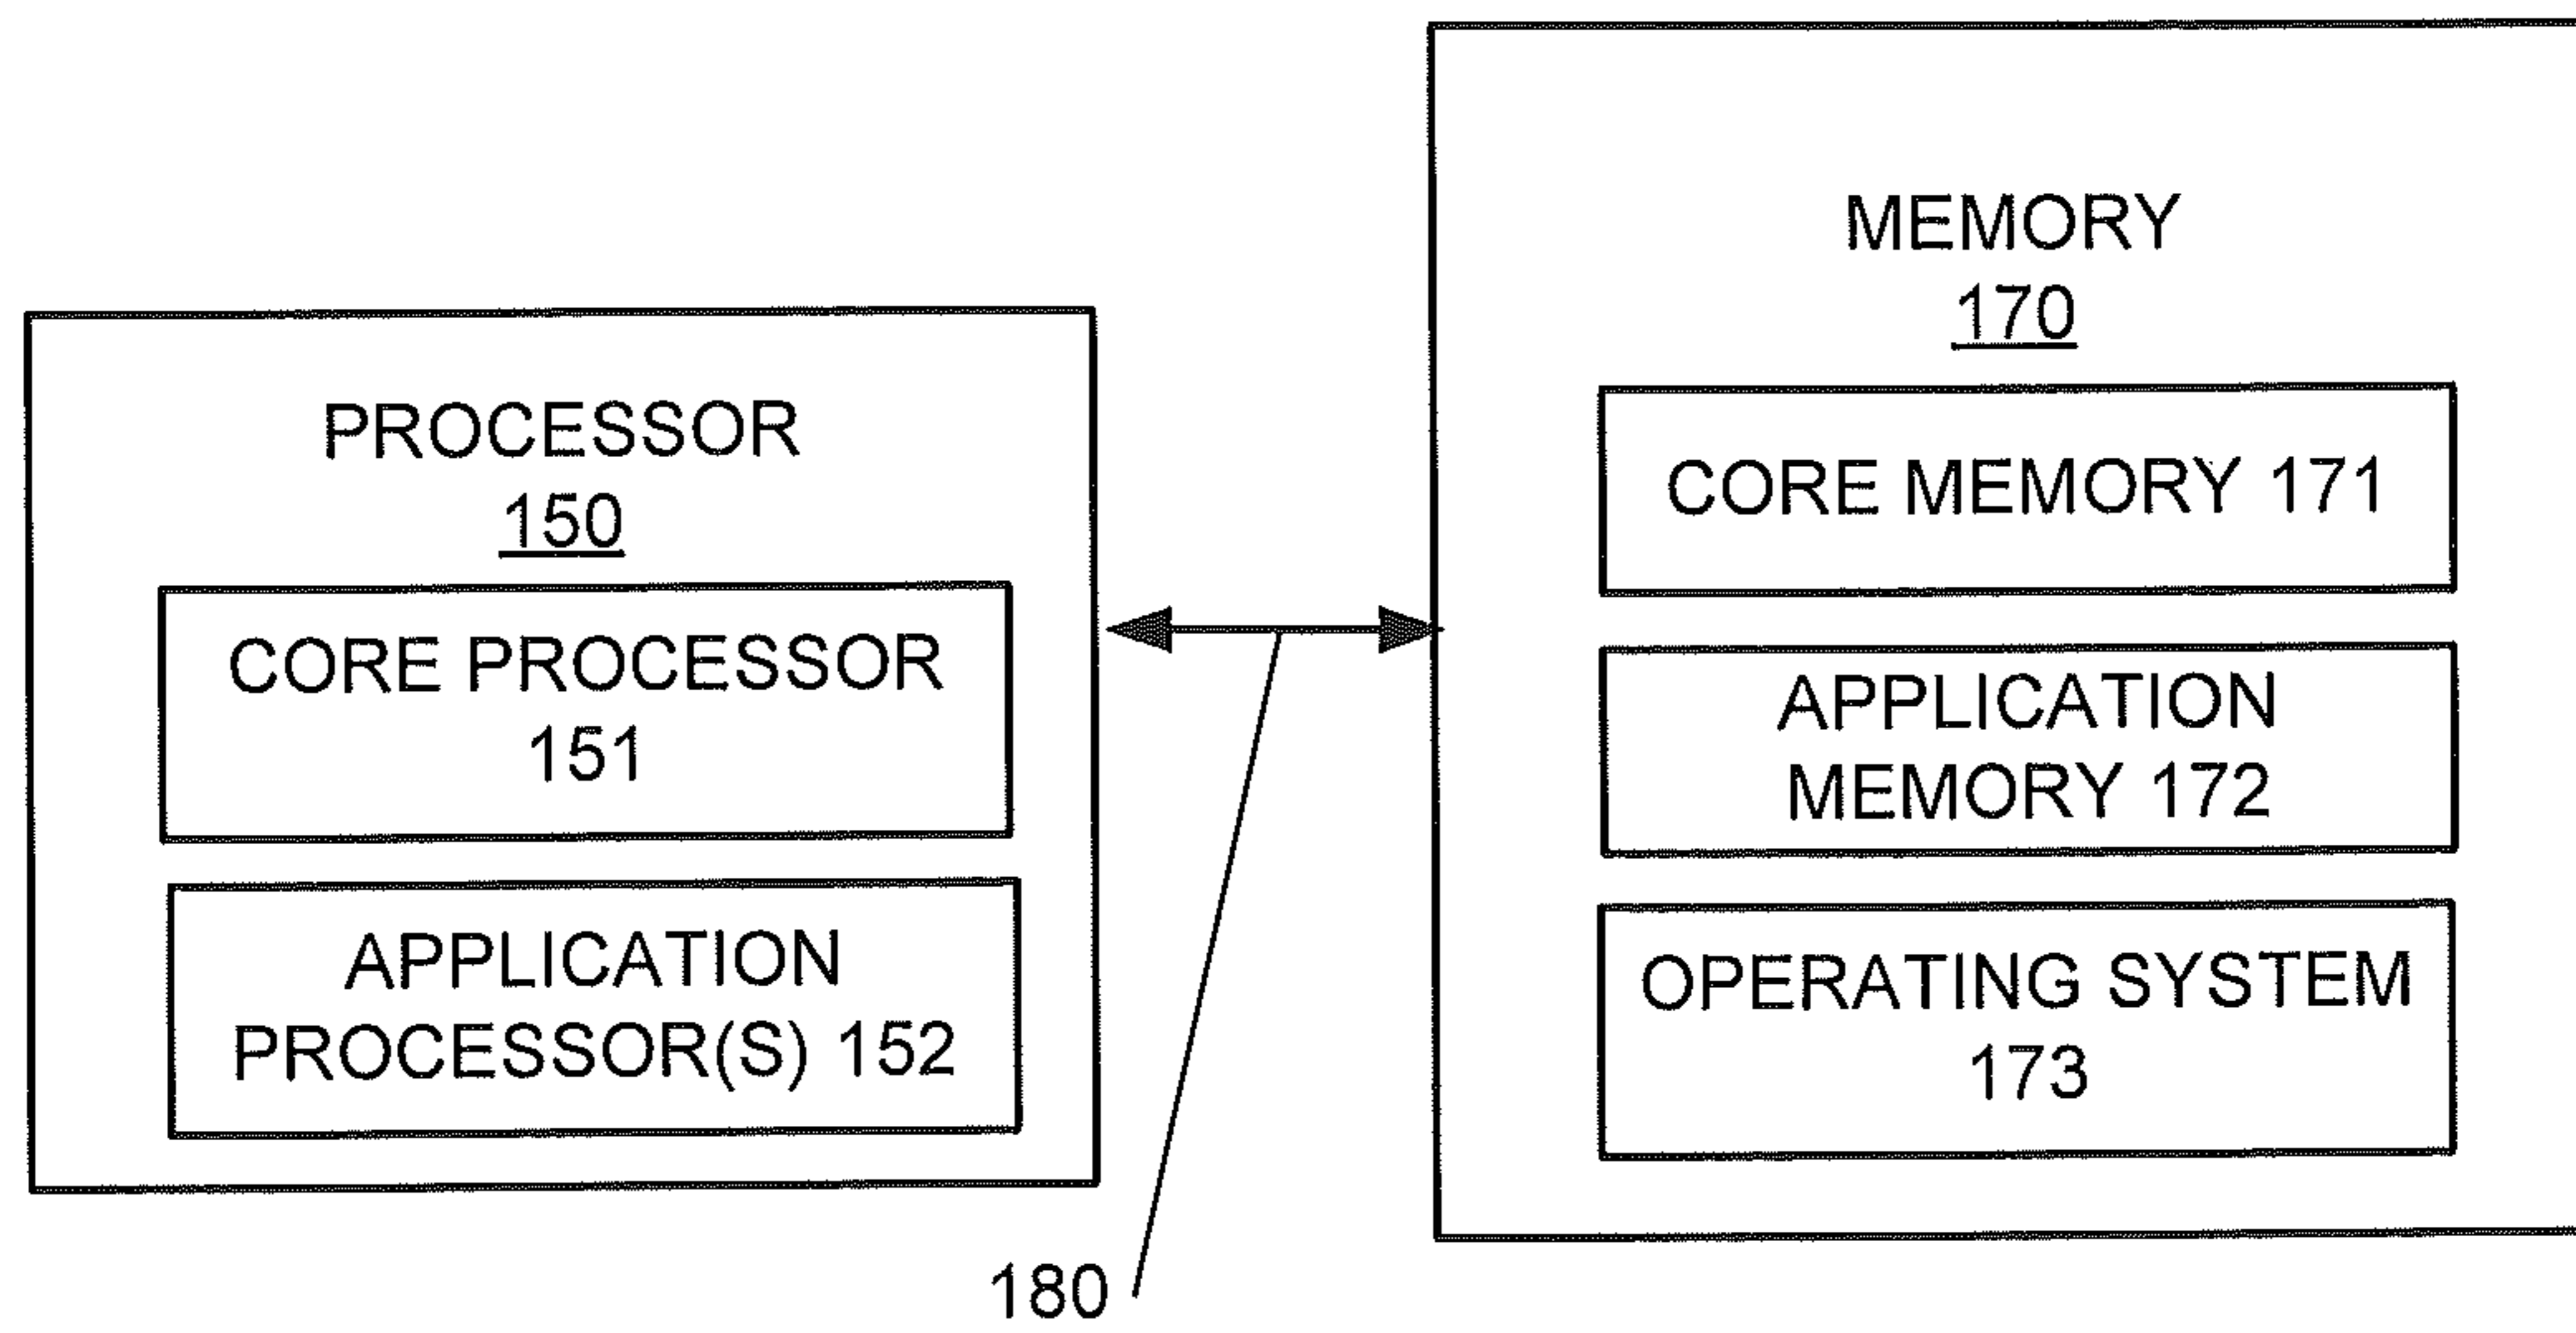 PROCESSOR
150
CORE PROCESSOR
151
APPLICATION
PROCESSOR(S) 152
180
MEMORY
170
CORE MEMORY 171
APPLICATION
MEMORY 172
OPERATING SYSTEM
173